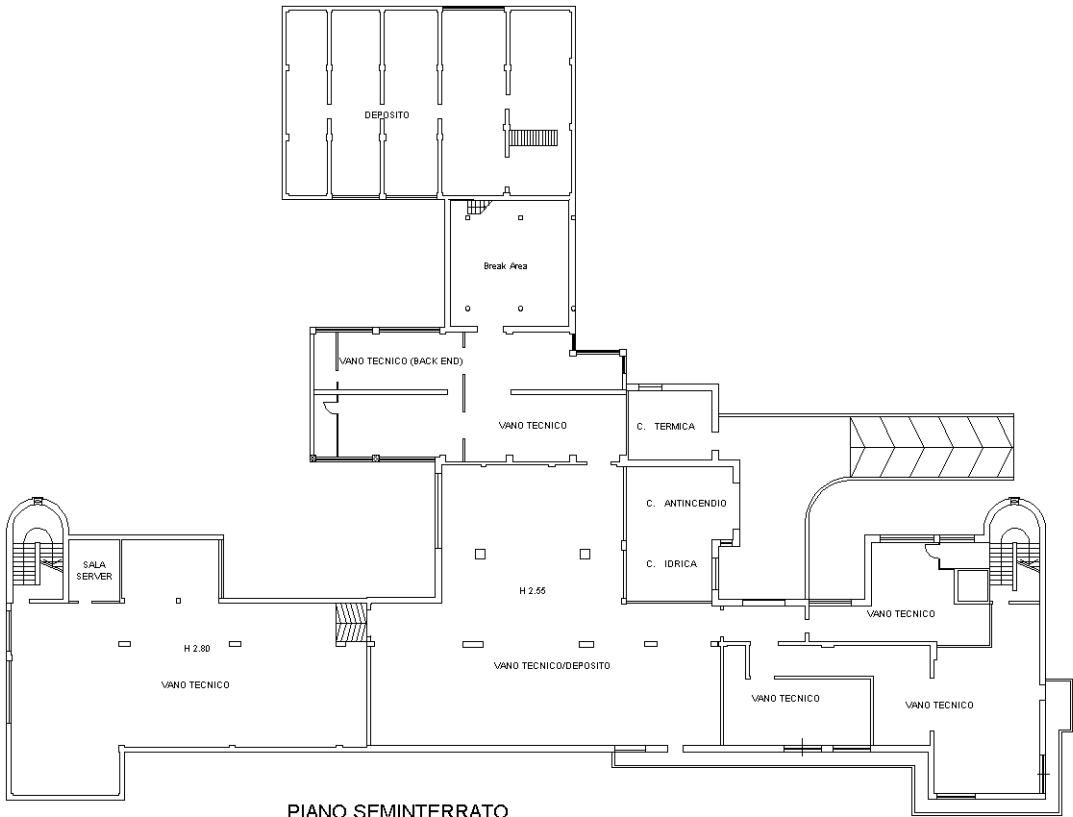 DEPOSITO
Break Area
VANO TECNICO (BACK END)
VANO TECNICO
C. TERMICA
C. ANTINCENDIO
C. IDRICA
SALA
SERVER
H 2.55
VANO TECNICO
H 2.80
VANO TECNICO/DEPOSITO
VANO TECNICO
VANO TECNICO
VANO TECNICO
PIANO SEMINTERRATO